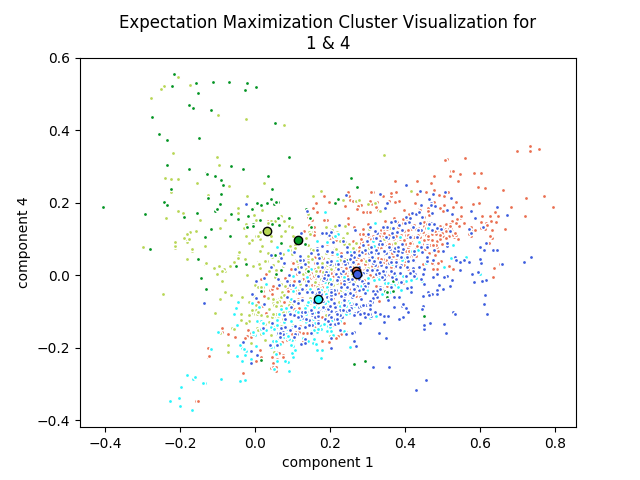 Expectation Maximization Cluster Visualization for
1 & 4
0.6
0.4
0.2
0.0
−0.2
−0.4
component 4
−0.4 −0.2 0.0 0.2 0.4 0.6 0.8
component 1